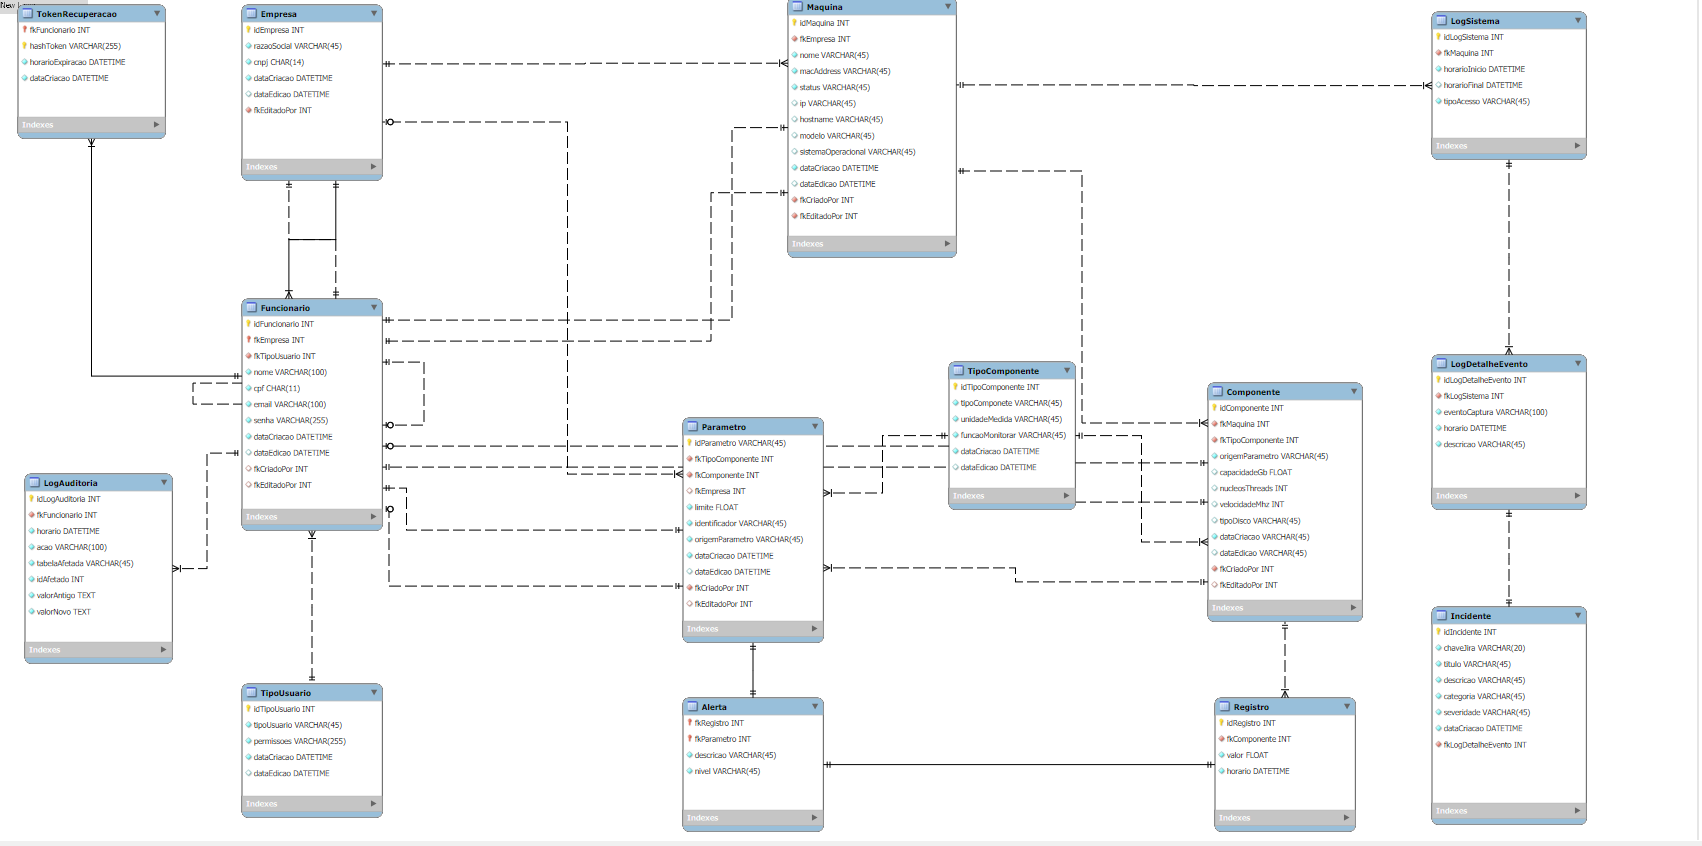 New
TokenRecuperacao
fkFuncionario INT
hashToken VARCHAR(255)
horarioExpiracao DATETIME
dataCriacao DATETIME
Indexes
Empresa
idEmpresa INT
razaoSocial VARCHAR(45)
cnpj CHAR(14)
dataCriacao DATETIME
dataEdicao DATETIME
fkEditadoPor INT
Indexes
Maquina
idMaquina INT
fkEmpresa INT
nome VARCHAR(45)
macAddress VARCHAR(45)
status VARCHAR(45)
ip VARCHAR(45)
hostname VARCHAR(45)
modelo VARCHAR(45)
sistemaOperacional VARCHAR(45)
dataCriacao DATETIME
dataEdicao DATETIME
fkCriadoPor INT
fkEditadoPor INT
Indexes
LogSistema
idLogSistema INT
fkMaquina INT
horarioInicio DATETIME
horarioFinal DATETIME
tipoAcesso VARCHAR(45)
Indexes
Funcionario
idFuncionario INT
fkEmpresa INT
fkTipoUsuario INT
nome VARCHAR(100)
cpf CHAR(11)
email VARCHAR(100)
senha VARCHAR(255)
dataCriacao DATETIME
dataEdicao DATETIME
fkCriadoPor INT
fkEditadoPor INT
Indexes
TipoComponente
idTipoComponente INT
tipoComponete VARCHAR(45)
unidadeMedida VARCHAR(45)
funcaoMonitorar VARCHAR(45)
dataCriacao DATETIME
dataEdicao DATETIME
Indexes
Componente
idComponente INT
fkMaquina INT
fkTipoComponente INT
origemParametro VARCHAR(45)
capacidadeGb FLOAT
nucleosThreads INT
velocidadeMhz INT
tipoDisco VARCHAR(45)
dataCriacao VARCHAR(45)
dataEdicao VARCHAR(45)
fkCriadoPor INT
fkEditadoPor INT
Indexes
LogDetalheEvento
idLogDetalheEvento INT
fkLogSistema INT
eventoCaptura VARCHAR(100)
horario DATETIME
descricao VARCHAR(45)
Indexes
Parametro
idParametro VARCHAR(45)
fkTipoComponente INT
fkComponente INT
fkEmpresa INT
limite FLOAT
identificador VARCHAR(45)
origemParametro VARCHAR(45)
dataCriacao DATETIME
dataEdicao DATETIME
fkCriadoPor INT
fkEditadoPor INT
Indexes
LogAuditoria
idLogAuditoria INT
fkFuncionario INT
horario DATETIME
acao VARCHAR(100)
tabelaAfetada VARCHAR(45)
idAfetado INT
valorAntigo TEXT
valorNovo TEXT
Indexes
TipoUsuario
idTipoUsuario INT
tipoUsuario VARCHAR(45)
permissoes VARCHAR(255)
dataCriacao DATETIME
dataEdicao DATETIME
Indexes
Alerta
fkRegistro INT
fkParametro INT
descricao VARCHAR(45)
nivel VARCHAR(45)
Indexes
Registro
idRegistro INT
fkComponente INT
valor FLOAT
horario DATETIME
Indexes
Incidente
idIncidente INT
chaveJira VARCHAR(20)
titulo VARCHAR(45)
descricao VARCHAR(45)
categoria VARCHAR(45)
severidade VARCHAR(45)
dataCriacao DATETIME
fkLogDetalheEvento INT
Indexes